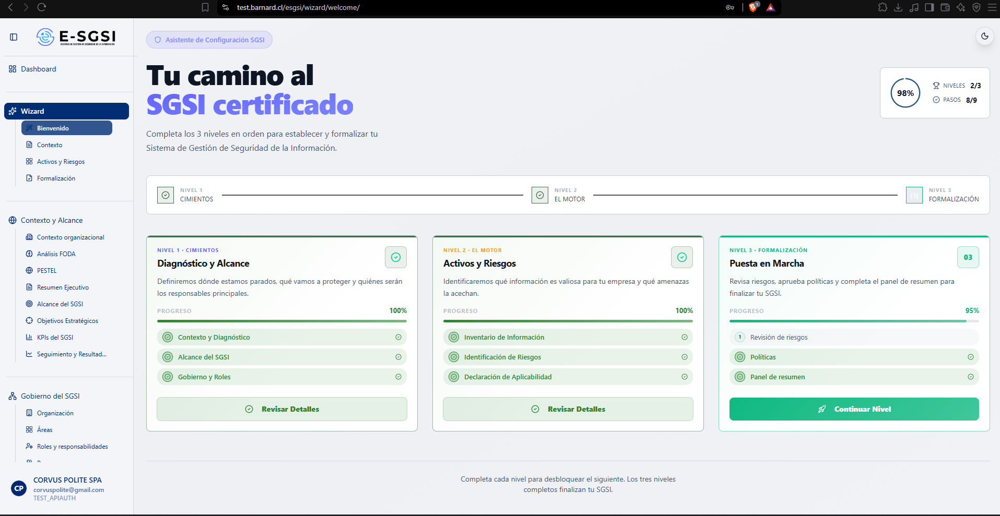 test.barnard.cl/esgsi/wizard/welcome/
1
E-SGSI
SISTEMAS DE GESTIÓN DE SEGURIDAD DE LA INFORMACIÓN
Dashboard
Wizard
Bienvenido
Contexto
Activos y Riesgos
Formalización
Contexto y Alcance
Contexto organizacional
Análisis FODA
PESTEL
Resumen Ejecutivo
Alcance del SGSI
Objetivos Estratégicos
KPIs del SGSI
Seguimiento y Resultad...
Gobierno del SGSI
Organización
Áreas
Roles y responsabilidades
CP
CORVUS POLITE SPA
corvuspolite@gmail.com
TEST_APIAUTH
Asistente de Configuración SGSI
Tu camino al
SGSI certificado
Completa los 3 niveles en orden para establecer y formalizar tu
Sistema de Gestión de Seguridad de la Información.
98%
NIVELES 2/3
PASOS 8/9
NIVEL 1
CIMIENTOS
NIVEL 2
EL MOTOR
[3]
NIVEL 3
FORMALIZACIÓN
NIVEL 1 · CIMIENTOS
Diagnóstico y Alcance
Definiremos dónde estamos parados, qué vamos a proteger y quiénes serán
los responsables principales.
PROGRESO 100%
Contexto y Diagnóstico
Alcance del SGSI
Gobierno y Roles
Revisar Detalles
NIVEL 2 · EL MOTOR
Activos y Riesgos
Identificaremos qué información es valiosa para tu empresa y qué amenazas
la acechan.
PROGRESO 100%
Inventario de Información
Identificación de Riesgos
Declaración de Aplicabilidad
Revisar Detalles
NIVEL 3 · FORMALIZACIÓN
03
Puesta en Marcha
Revisa riesgos, aprueba políticas y completa el panel de resumen para
finalizar tu SGSI.
PROGRESO 95%
1 Revisión de riesgos
Políticas
Panel de resumen
Continuar Nivel
Completa cada nivel para desbloquear el siguiente. Los tres niveles
completos finalizan tu SGSI.